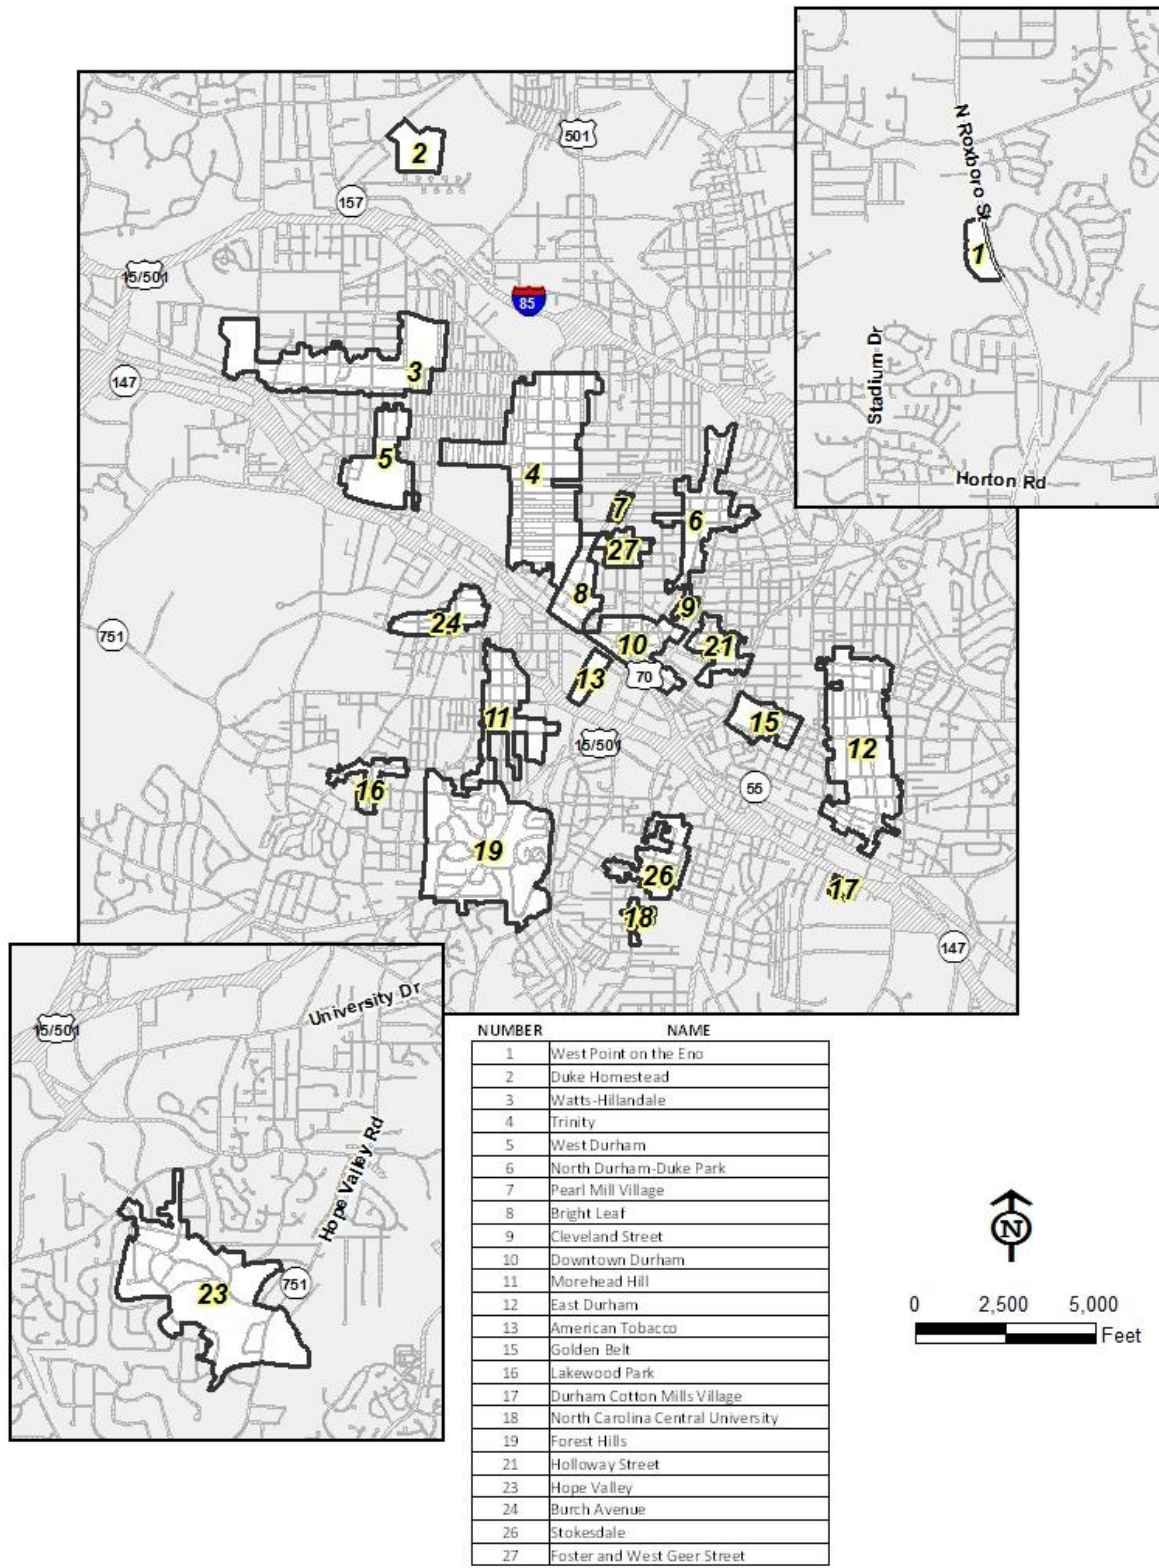 N Roxboro St
1
Stadium Dr
Horton Rd
2
501
157
15/501
85
3
147
5
4
7
6
27
8
9
24
751
10
21
70
13
11
15
15/501
12
16
55
19
26
17
18
147
University Dr
15/501
Hope Valley Rd
751
23
NUMBER NAME
1 West Point on the Eno
2 Duke Homestead
3 Watts-Hillandale
4 Trinity
5 West Durham
6 North Durham-Duke Park
7 Pearl Mill Village
8 Bright Leaf
9 Cleveland Street
10 Downtown Durham
11 Morehead Hill
12 East Durham
13 American Tobacco
15 Golden Belt
16 Lakewood Park
17 Durham Cotton Mills Village
18 North Carolina Central University
19 Forest Hills
21 Holloway Street
23 Hope Valley
24 Burch Avenue
26 Stokesdale
27 Foster and West Geer Street
N
0 2,500 5,000
Feet